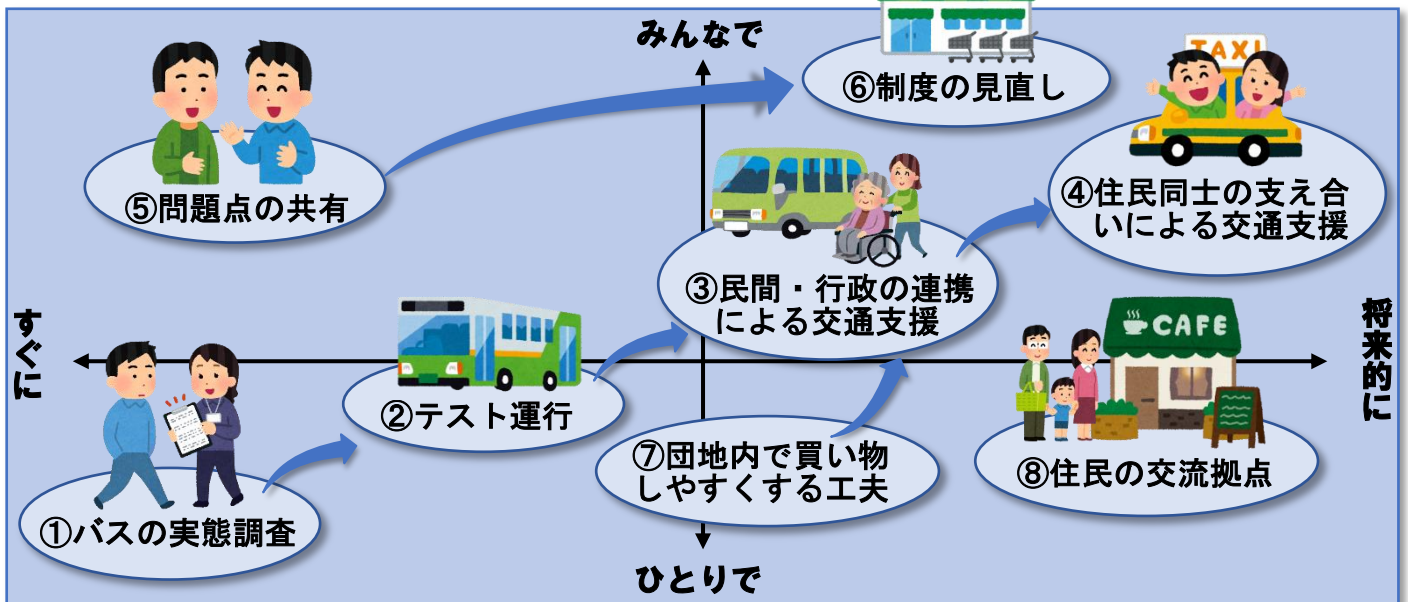 みんなで
⑥制度の見直し
TAXI
⑤問題点の共有
④住民同士の支え合
いによる交通支援
③民間・行政の連携
による交通支援
すぐに
将来的に
CAFE
②テスト運行
⑦団地内で買い物
しやすくする工夫
⑧住民の交流拠点
①バスの実態調査
ひとりで